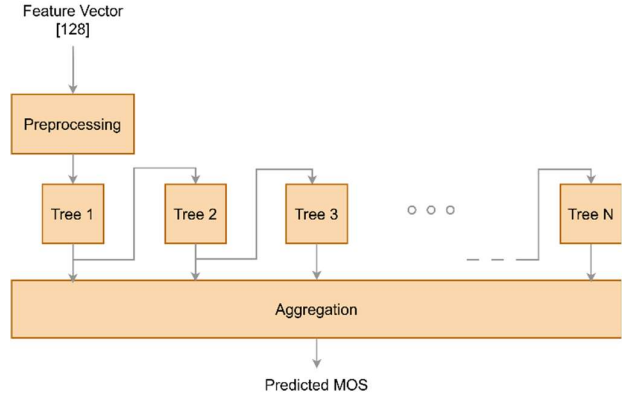 Feature Vector
[128]
Preprocessing
Tree 1
Tree 2
Tree 3
Tree N
Aggregation
Predicted MOS